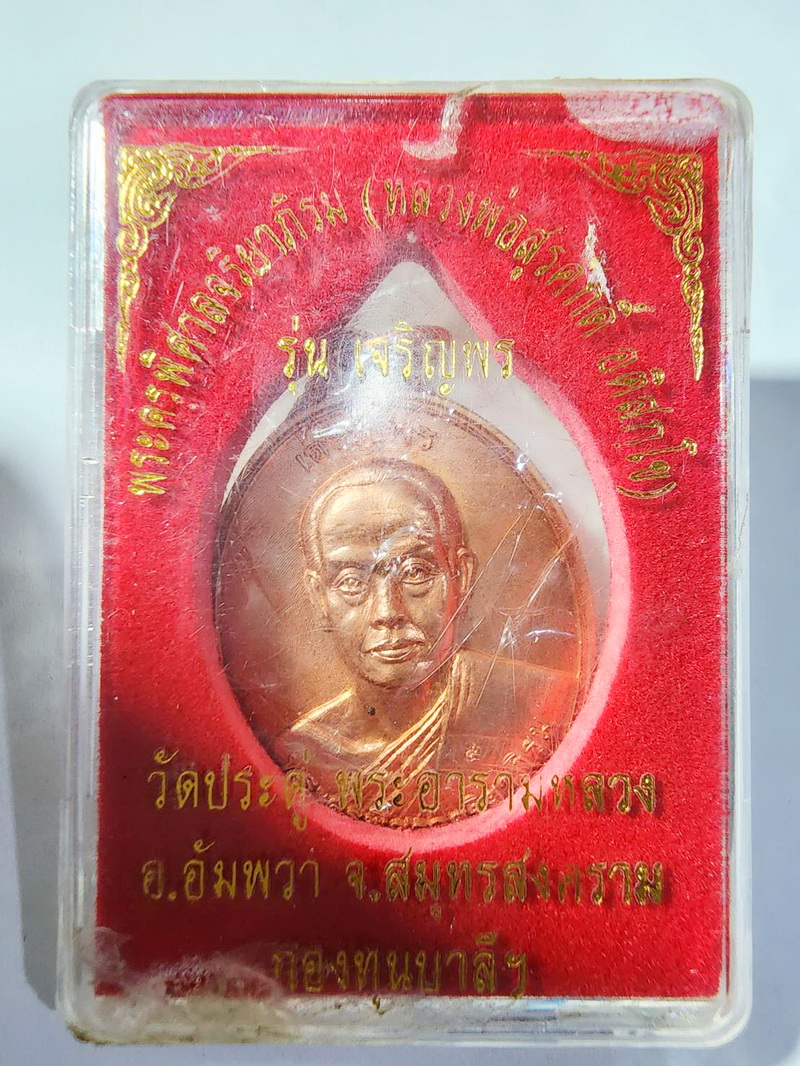 พระครูพิศาลจริยาภิรม (หลวงพ่อสุรศักดิ์ อติสกฺโข)
รุ่น เจริญพร
วัดประดู่ พระอารามหลวง
อ.อัมพวา จ.สมุทรสงคราม
กองทุนบาลีฯ